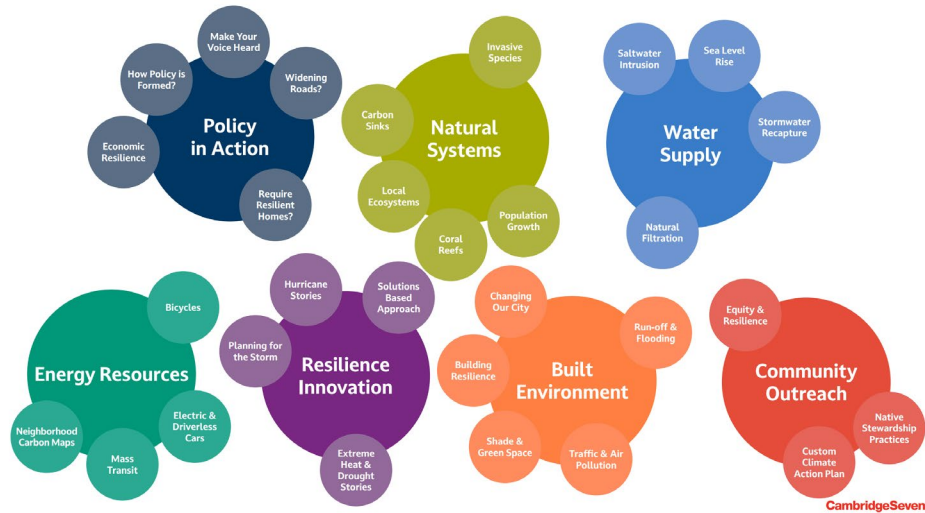 Make Your
Voice Heard
How Policy is
Formed?
Widening
Roads?
Economic
Resilience
Policy
in Action
Require
Resilient
Homes?
Invasive
Species
Carbon
Sinks
Natural
Systems
Local
Ecosystems
Population
Growth
Coral
Reefs
Saltwater
Intrusion
Sea Level
Rise
Stormwater
Recapture
Water
Supply
Natural
Filtration
Bicycles
Energy Resources
Neighborhood
Carbon Maps
Mass
Transit
Electric &
Driverless
Cars
Hurricane
Stories
Solutions
Based
Approach
Planning for
the Storm
Resilience
Innovation
Extreme
Heat &
Drought
Stories
Changing
Our City
Run-off &
Flooding
Building
Resilience
Built
Environment
Shade &
Green Space
Traffic & Air
Pollution
Equity &
Resilience
Community
Outreach
Native
Stewardship
Practices
Custom
Climate
Action Plan
CambridgeSeven